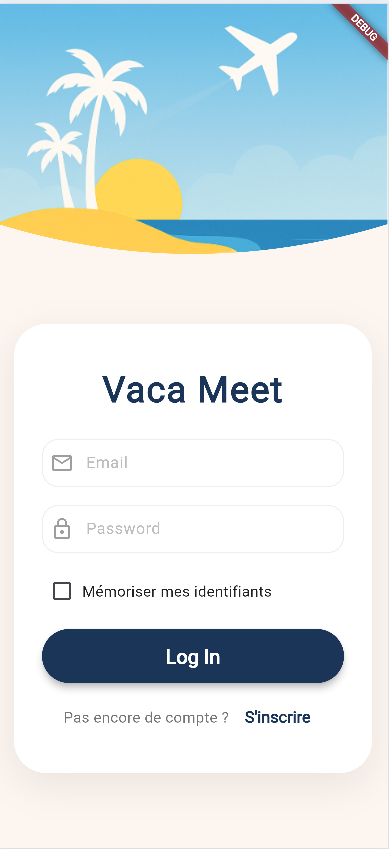 DEBUG
Vaca Meet
Email
Password
Mémoriser mes identifiants
Log In
Pas encore de compte ? S'inscrire